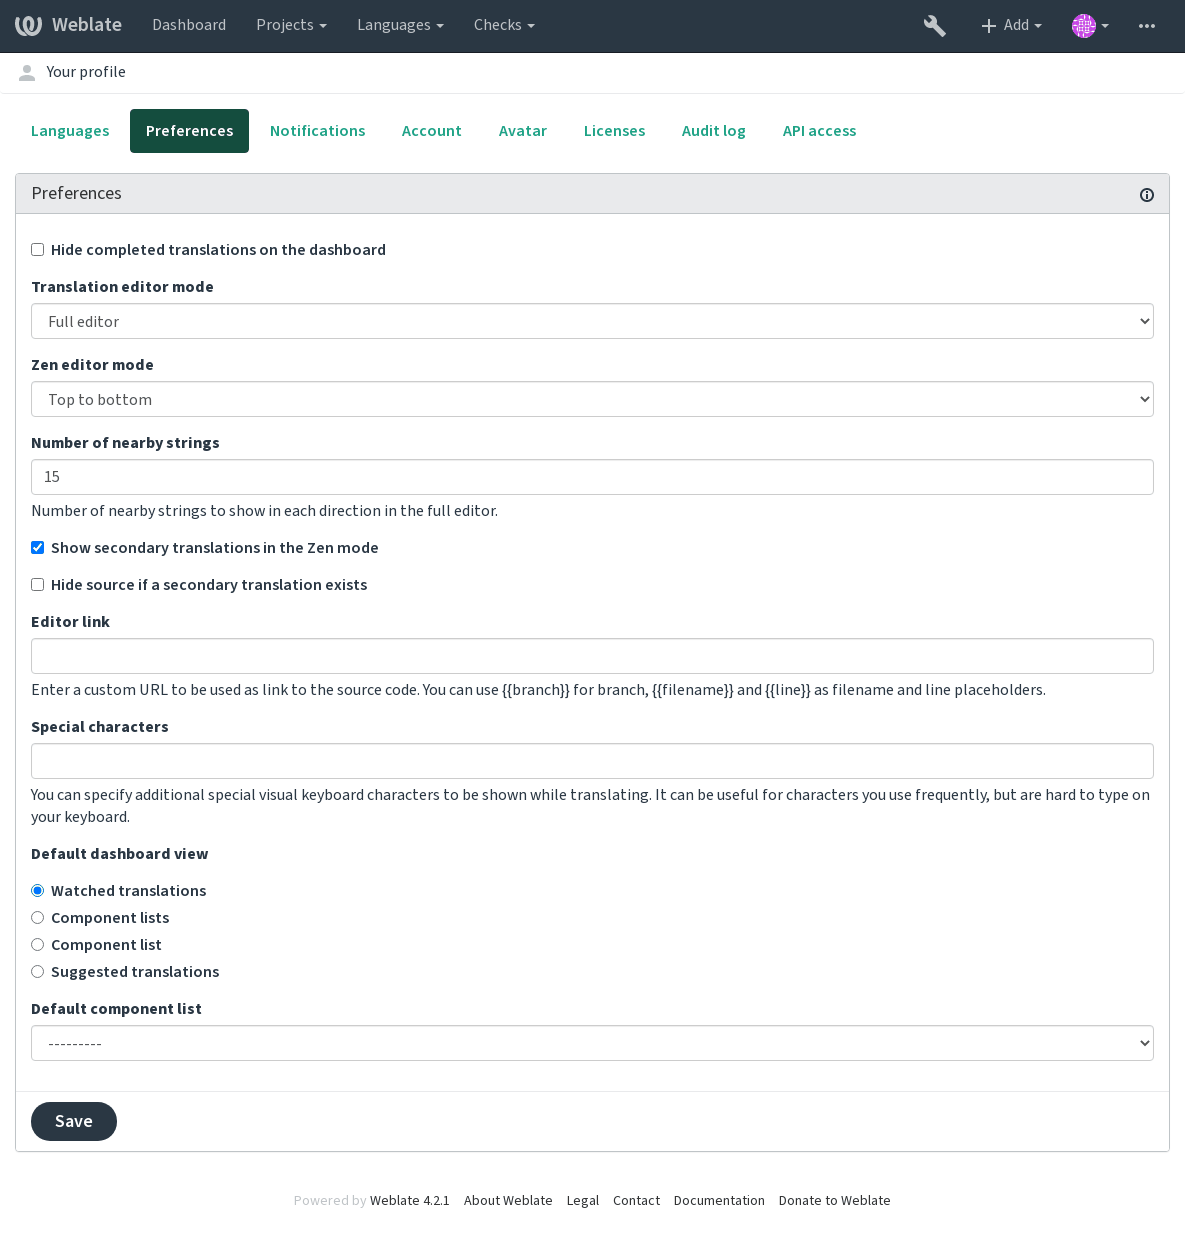 Weblate Dashboard Projects Languages Checks Add
Your profile
Languages Preferences Notifications Account Avatar Licenses Audit log API access
Preferences
Hide completed translations on the dashboard
Translation editor mode
Full editor
Zen editor mode
Top to bottom
Number of nearby strings
15
Number of nearby strings to show in each direction in the full editor.
Show secondary translations in the Zen mode
Hide source if a secondary translation exists
Editor link
Enter a custom URL to be used as link to the source code. You can use {{branch}} for branch, {{filename}} and {{line}} as filename and line placeholders.
Special characters
You can specify additional special visual keyboard characters to be shown while translating. It can be useful for characters you use frequently, but are hard to type on
your keyboard.
Default dashboard view
Watched translations
Component lists
Component list
Suggested translations
Default component list
---------
Save
Powered by Weblate 4.2.1 About Weblate Legal Contact Documentation Donate to Weblate